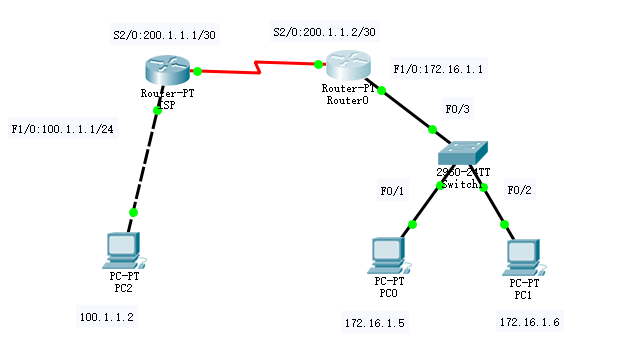 S2/0:200.1.1.1/30
S2/0:200.1.1.2/30
Router-PT
ISP
Router-PT
Router0
F1/0:172.16.1.1
F0/3
F1/0:100.1.1.1/24
2950-24TT
Switch1
F0/1
F0/2
PC-PT
PC2
PC-PT
PC0
PC-PT
PC1
100.1.1.2
172.16.1.5
172.16.1.6